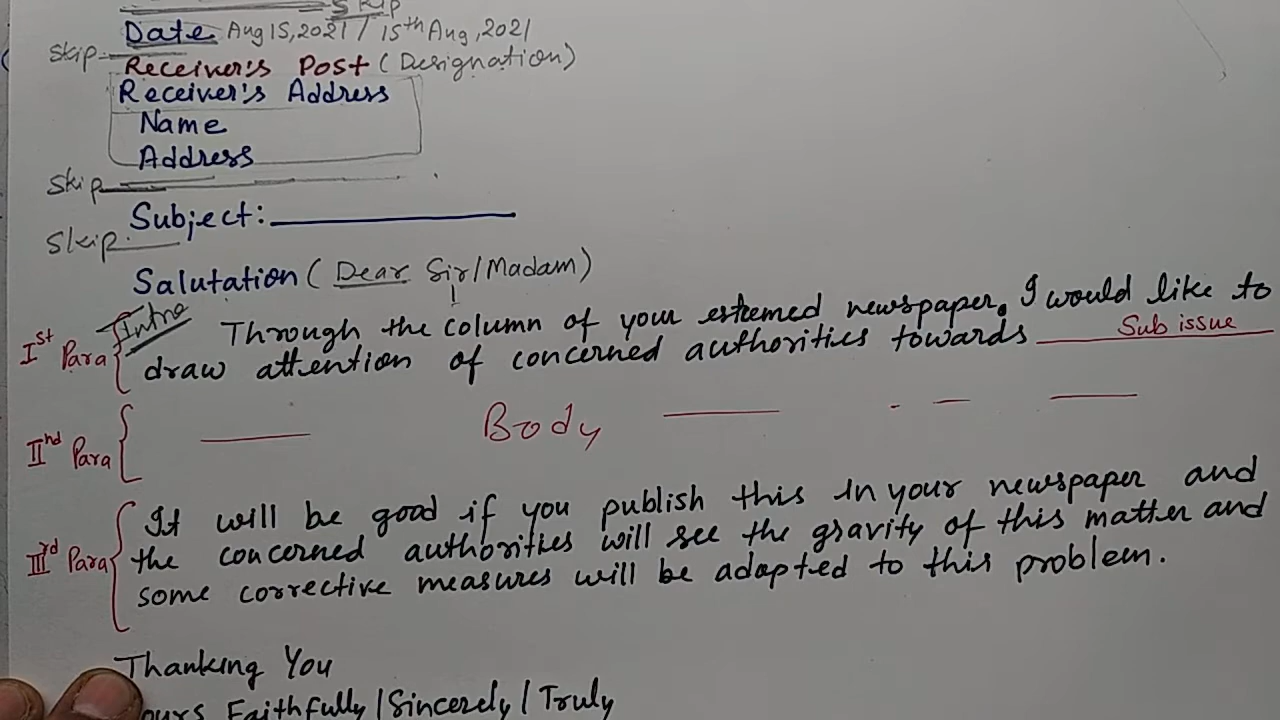 Skip
Date Aug 15, 2021 / 15th Aug, 2021
Skip
Receiver's Post (Designation)
Receiver's Address
Name
Address
Skip
Subject:
Skip
Salutation (Dear Sir/Madam)
Ist Para Intro Through the column of your esteemed newspaper, I would like to
draw attention of concerned authorities towards Sub issue
IInd Para Body
IIIrd Para It will be good if you publish this in your newspaper and
the concerned authorities will see the gravity of this matter and
some corrective measures will be adapted to this problem.
Thanking You
ours Faithfully / Sincerely / Truly